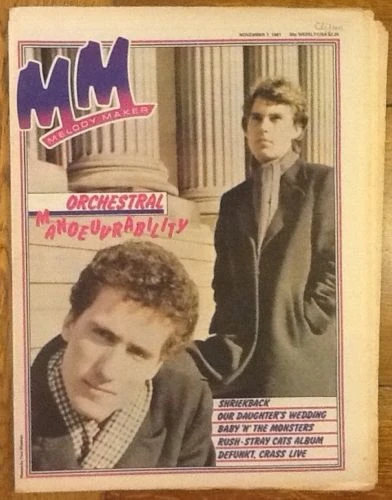 NOVEMBER 7, 1981
MM
MELODY MAKER
ORCHESTRAL
MANOEUVRABILITY
SHRIEKBACK
OUR DAUGHTER'S WEDDING
BABY 'N' THE MONSTERS
RUSH-STRAY CATS ALBUM
DEFUNKT, CRASS LIVE